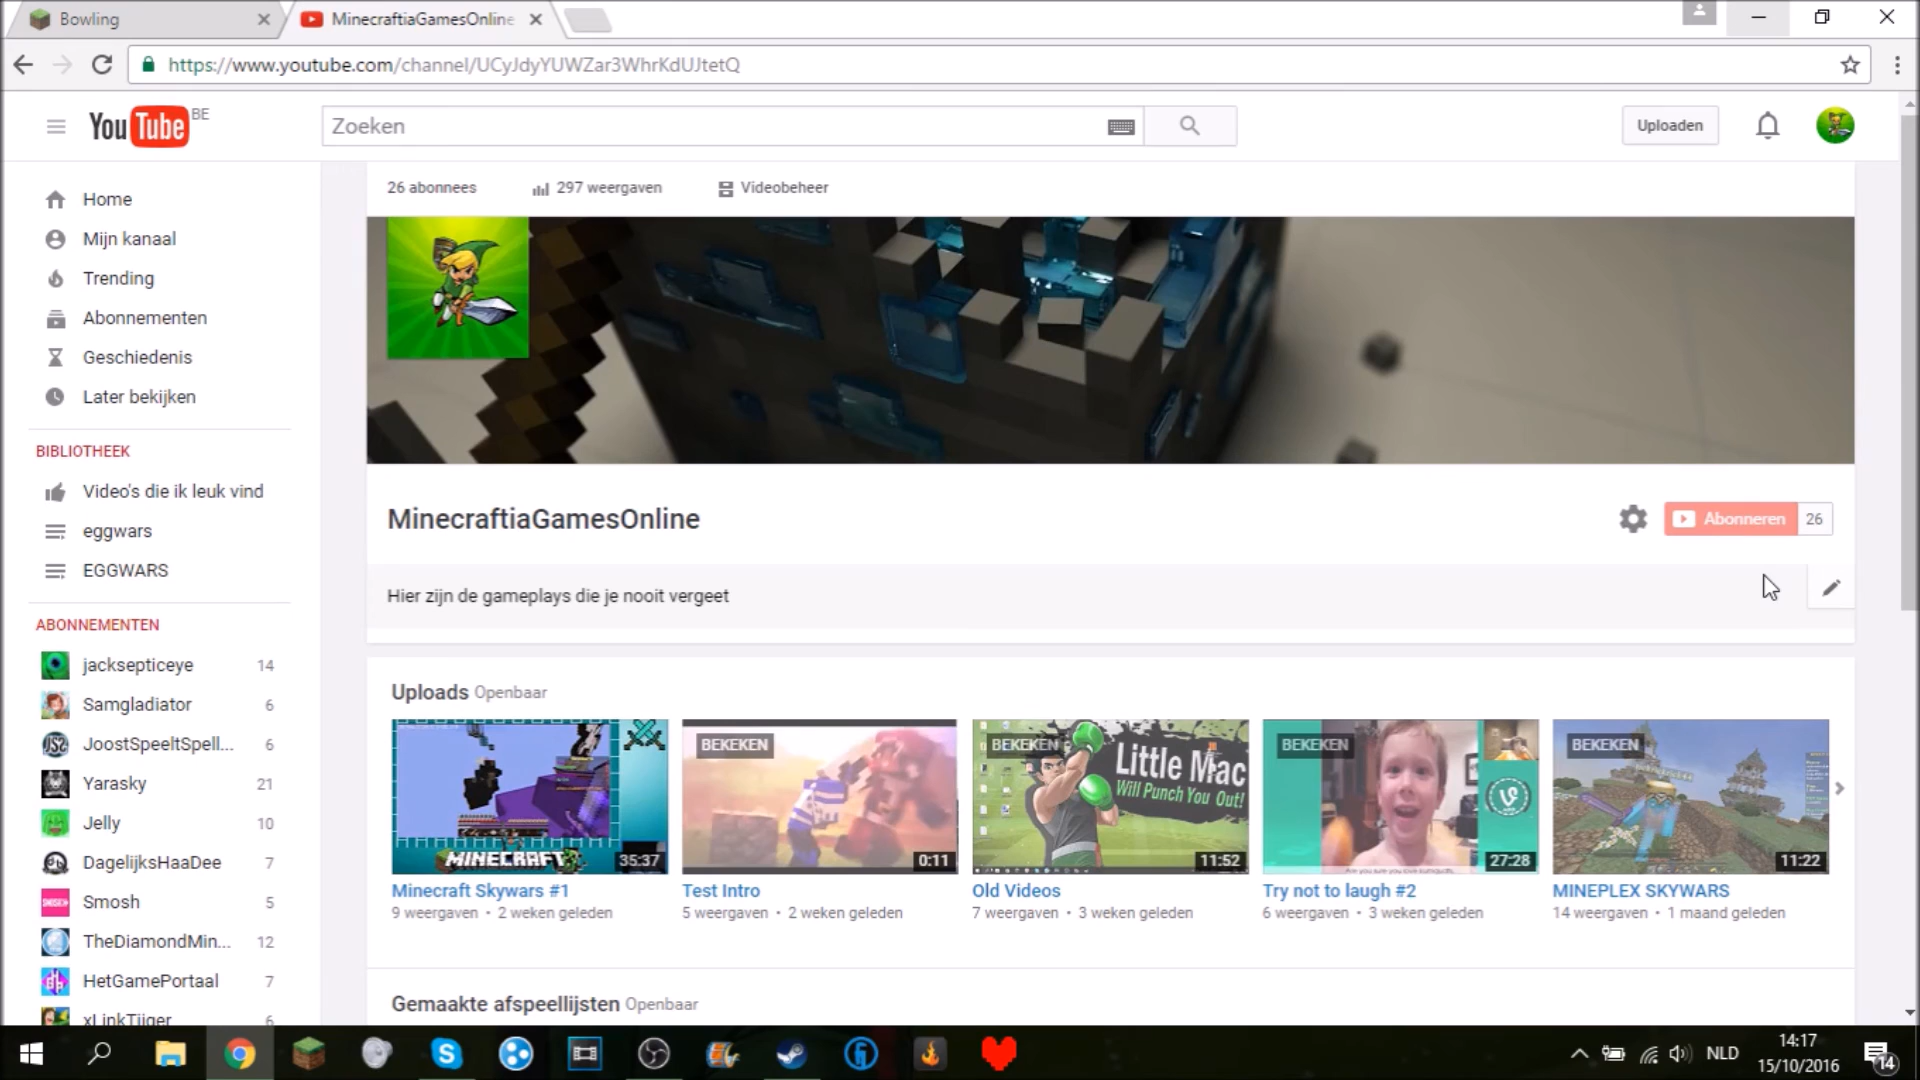 Bowling
MinecraftiaGamesOnline
https://www.youtube.com/channel/UCyJdyYUWZar3WhrKdUJtetQ
YouTube BE
Zoeken
Uploaden
26 abonnees
297 weergaven
Videobeheer
Home
Mijn kanaal
Trending
Abonnementen
Geschiedenis
Later bekijken
BIBLIOTHEEK
Video's die ik leuk vind
eggwars
EGGWARS
ABONNEMENTEN
jacksepticeye 14
Samgladiator 6
JoostSpeeltSpell... 6
Yarasky 21
Jelly 10
DagelijksHaaDee 7
Smosh 5
TheDiamondMin... 12
HetGamePortaal 7
xLinkTijger 6
MinecraftiaGamesOnline
Abonneren 26
Hier zijn de gameplays die je nooit vergeet
Uploads Openbaar
MINECRAFT
35:37
Minecraft Skywars #1
9 weergaven • 2 weken geleden
BEKEKEN
0:11
Test Intro
5 weergaven • 2 weken geleden
BEKEKEN
Little Mac
Will Punch You Out!
11:52
Old Videos
7 weergaven • 3 weken geleden
BEKEKEN
27:28
Try not to laugh #2
6 weergaven • 3 weken geleden
BEKEKEN
11:22
MINEPLEX SKYWARS
14 weergaven • 1 maand geleden
Gemaakte afspeellijsten Openbaar
NLD
14:17
15/10/2016
14